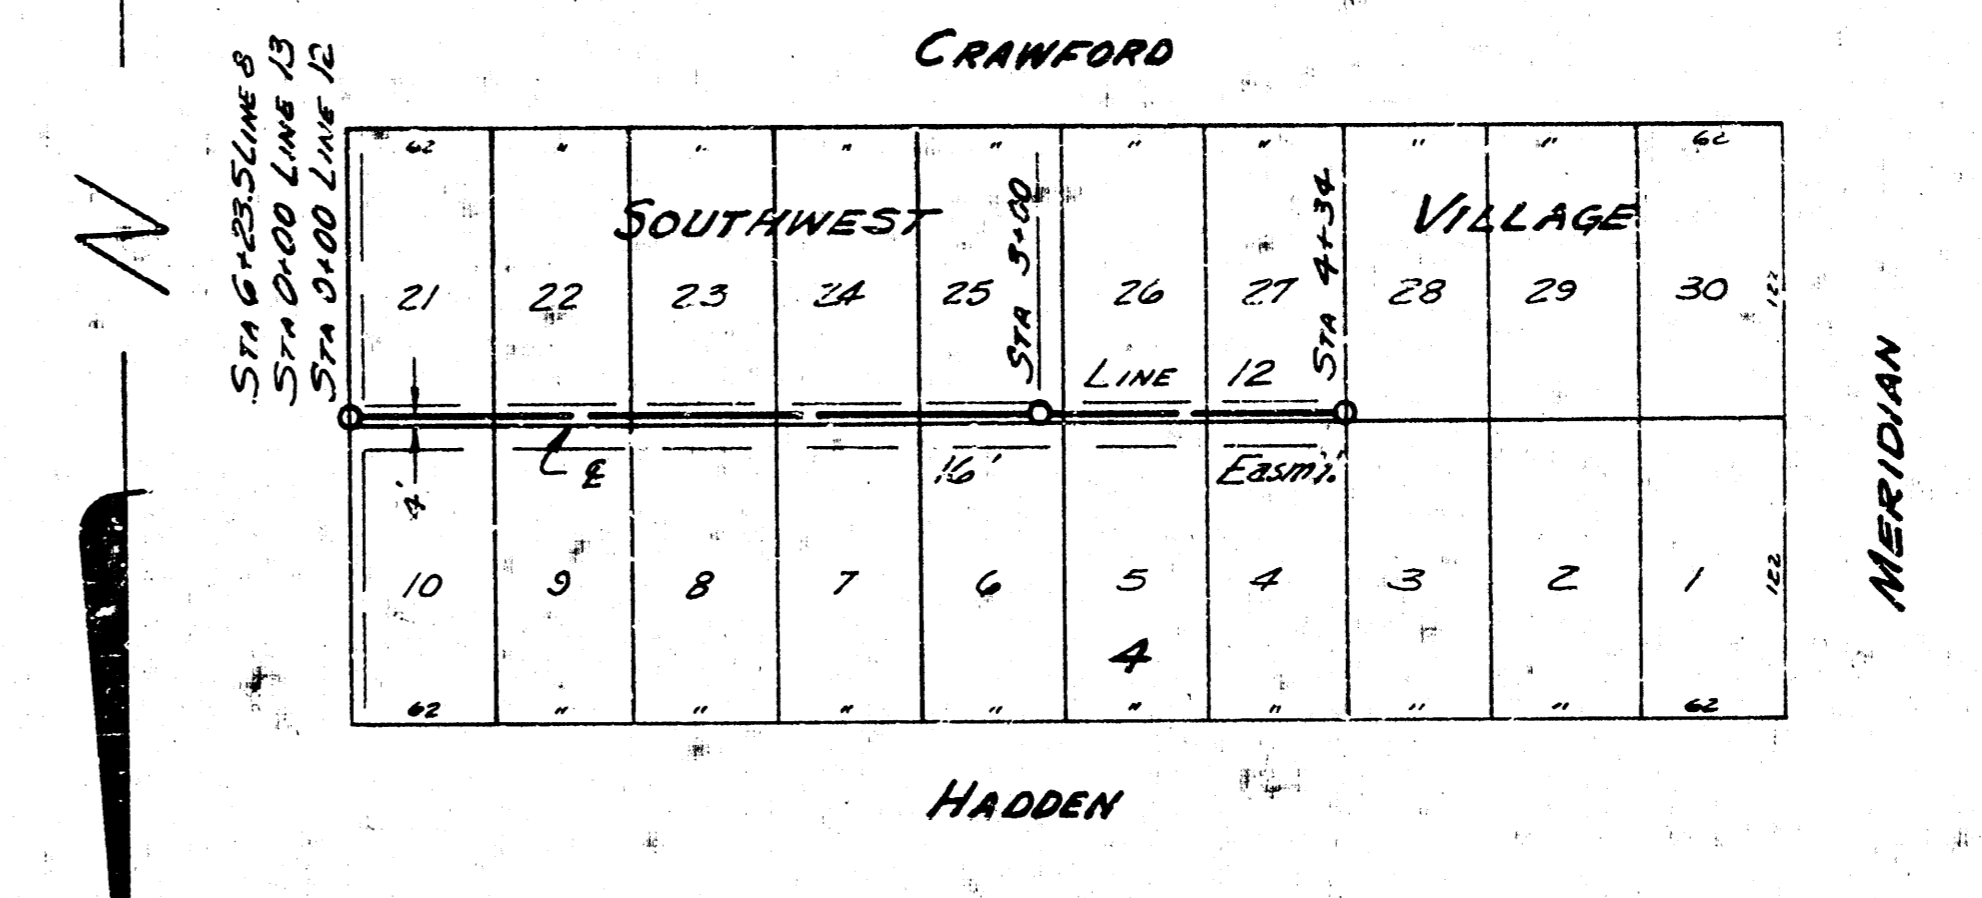 CRAWFORD
N
STA 6+23.5 LINE 8
STA 0+00 LINE 13
STA 0+00 LINE 12
62 " " " " " " " " 62
SOUTHWEST VILLAGE
STA 3+00
STA 4+34
21 22 23 24 25 26 27 28 29 30
122
LINE 12
MERIDIAN
℄ 16' Easm't.
4'
10 9 8 7 6 5 4 3 2 1
122
4
62 " " " " " " " " 62
HADDEN